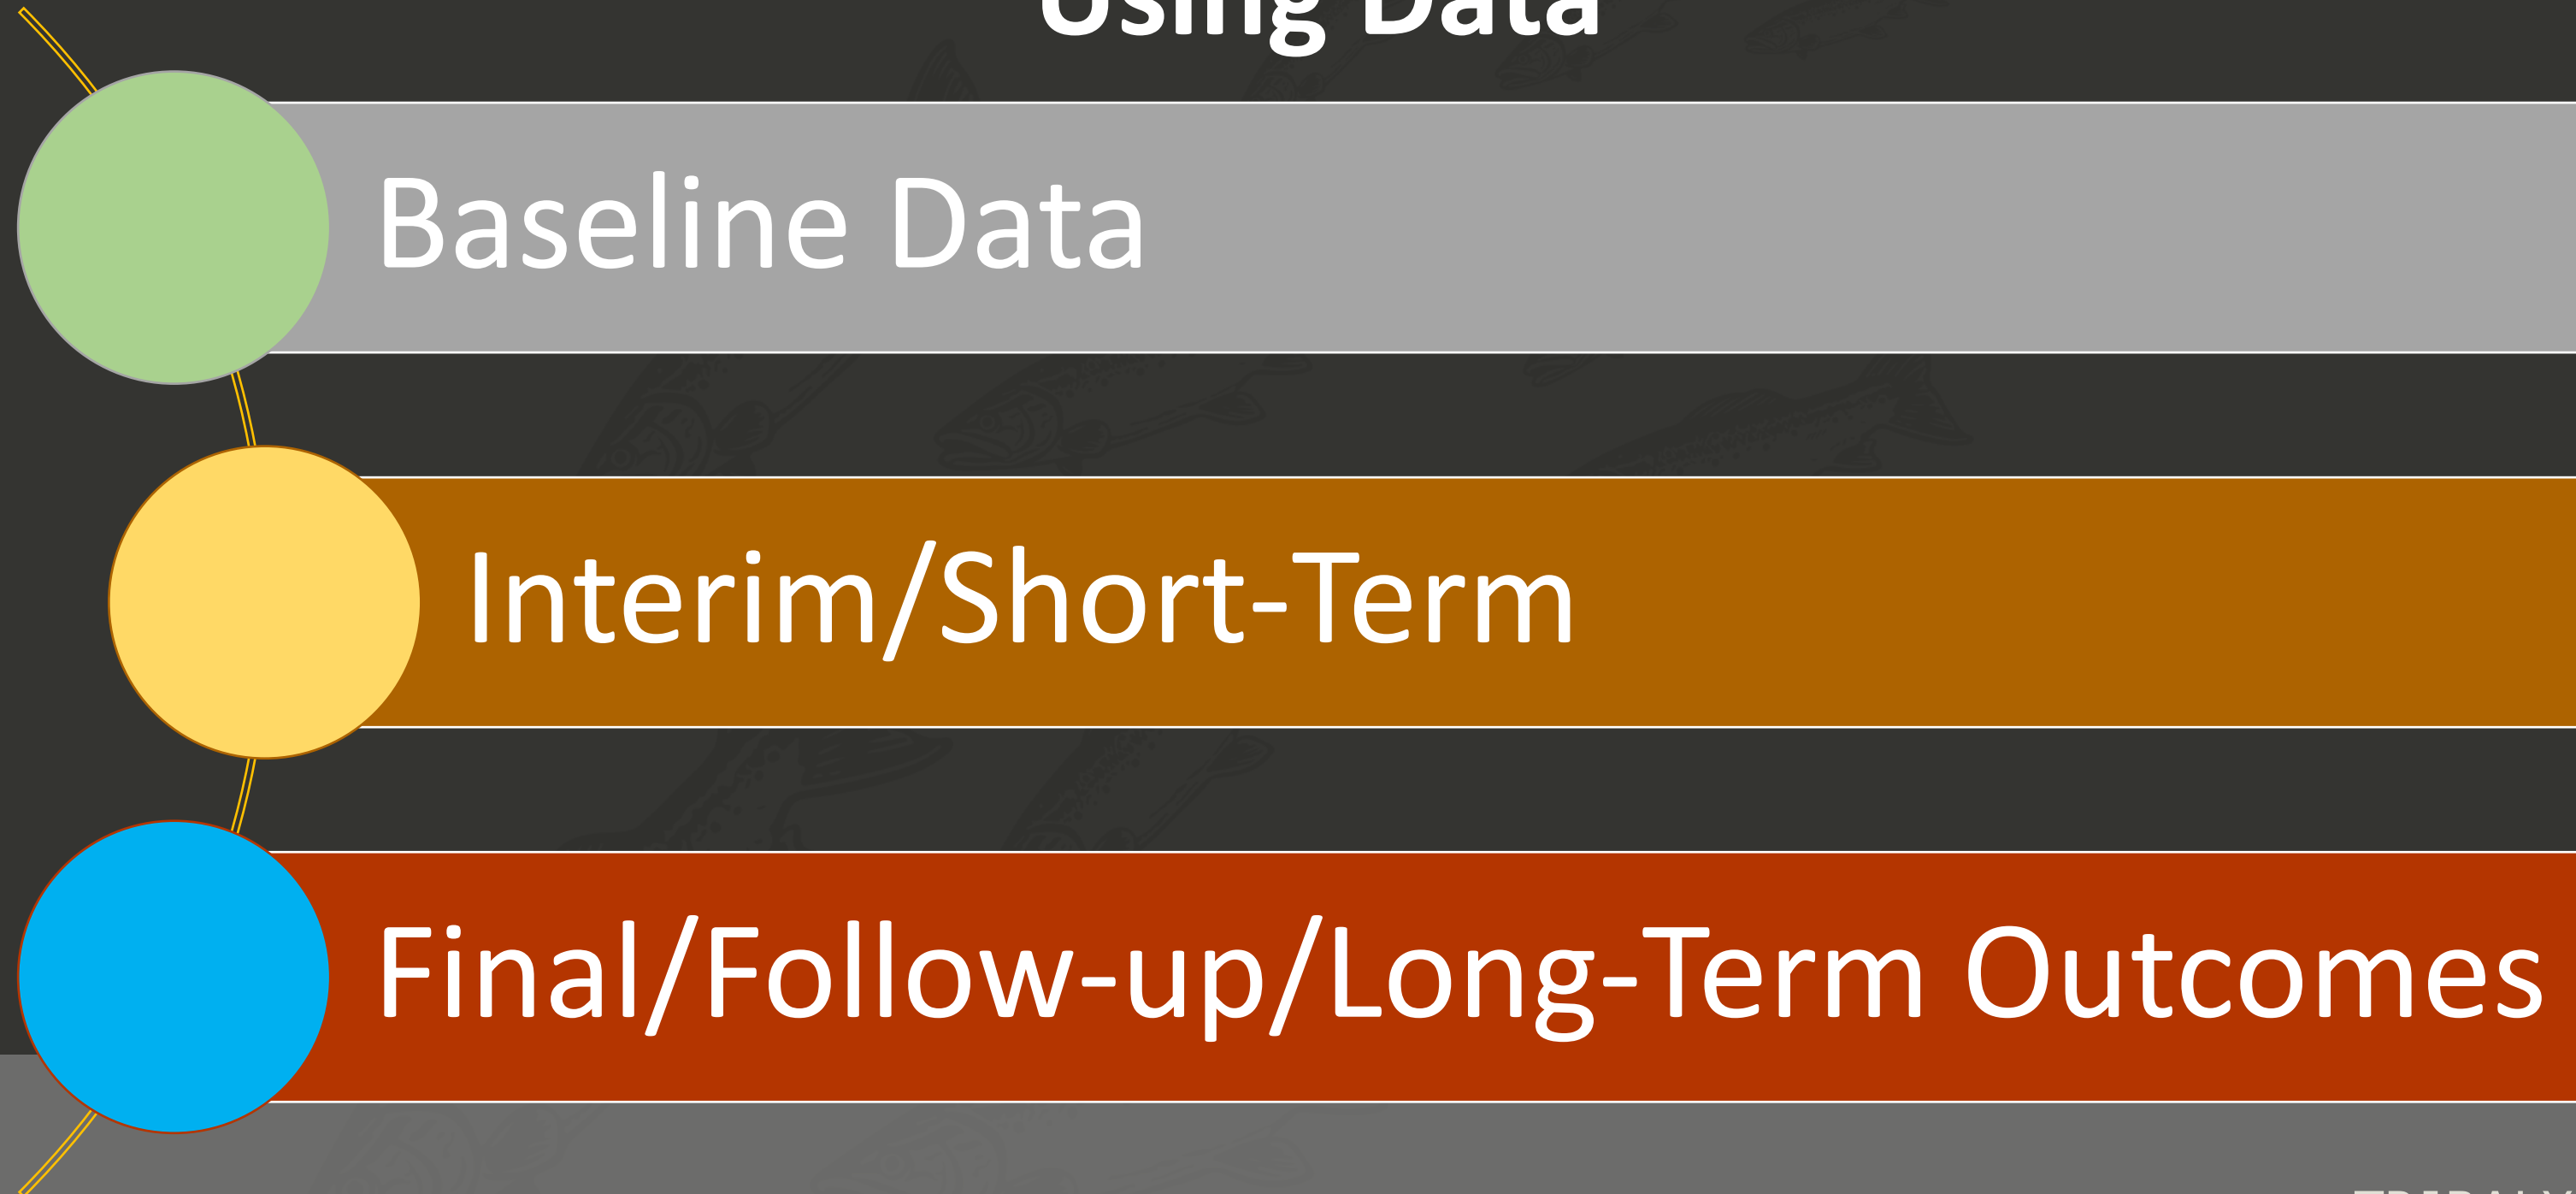 Using Data
Baseline Data
Interim/Short-Term
Final/Follow-up/Long-Term Outcomes